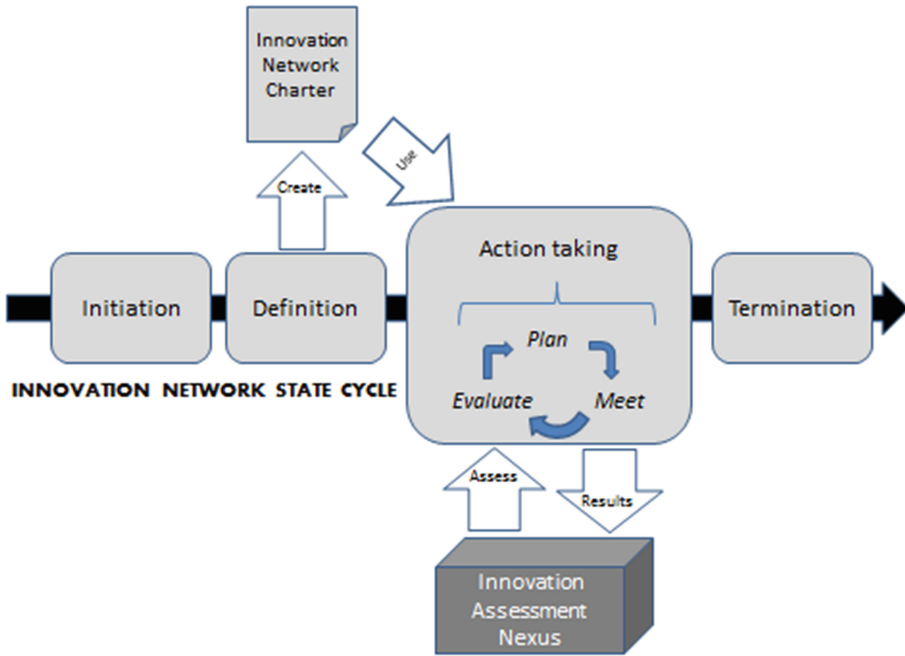 Innovation
Network
Charter
Use
Create
Action taking
Initiation
Definition
Termination
Plan
Evaluate
Meet
INNOVATION NETWORK STATE CYCLE
Assess
Results
Innovation
Assessment
Nexus